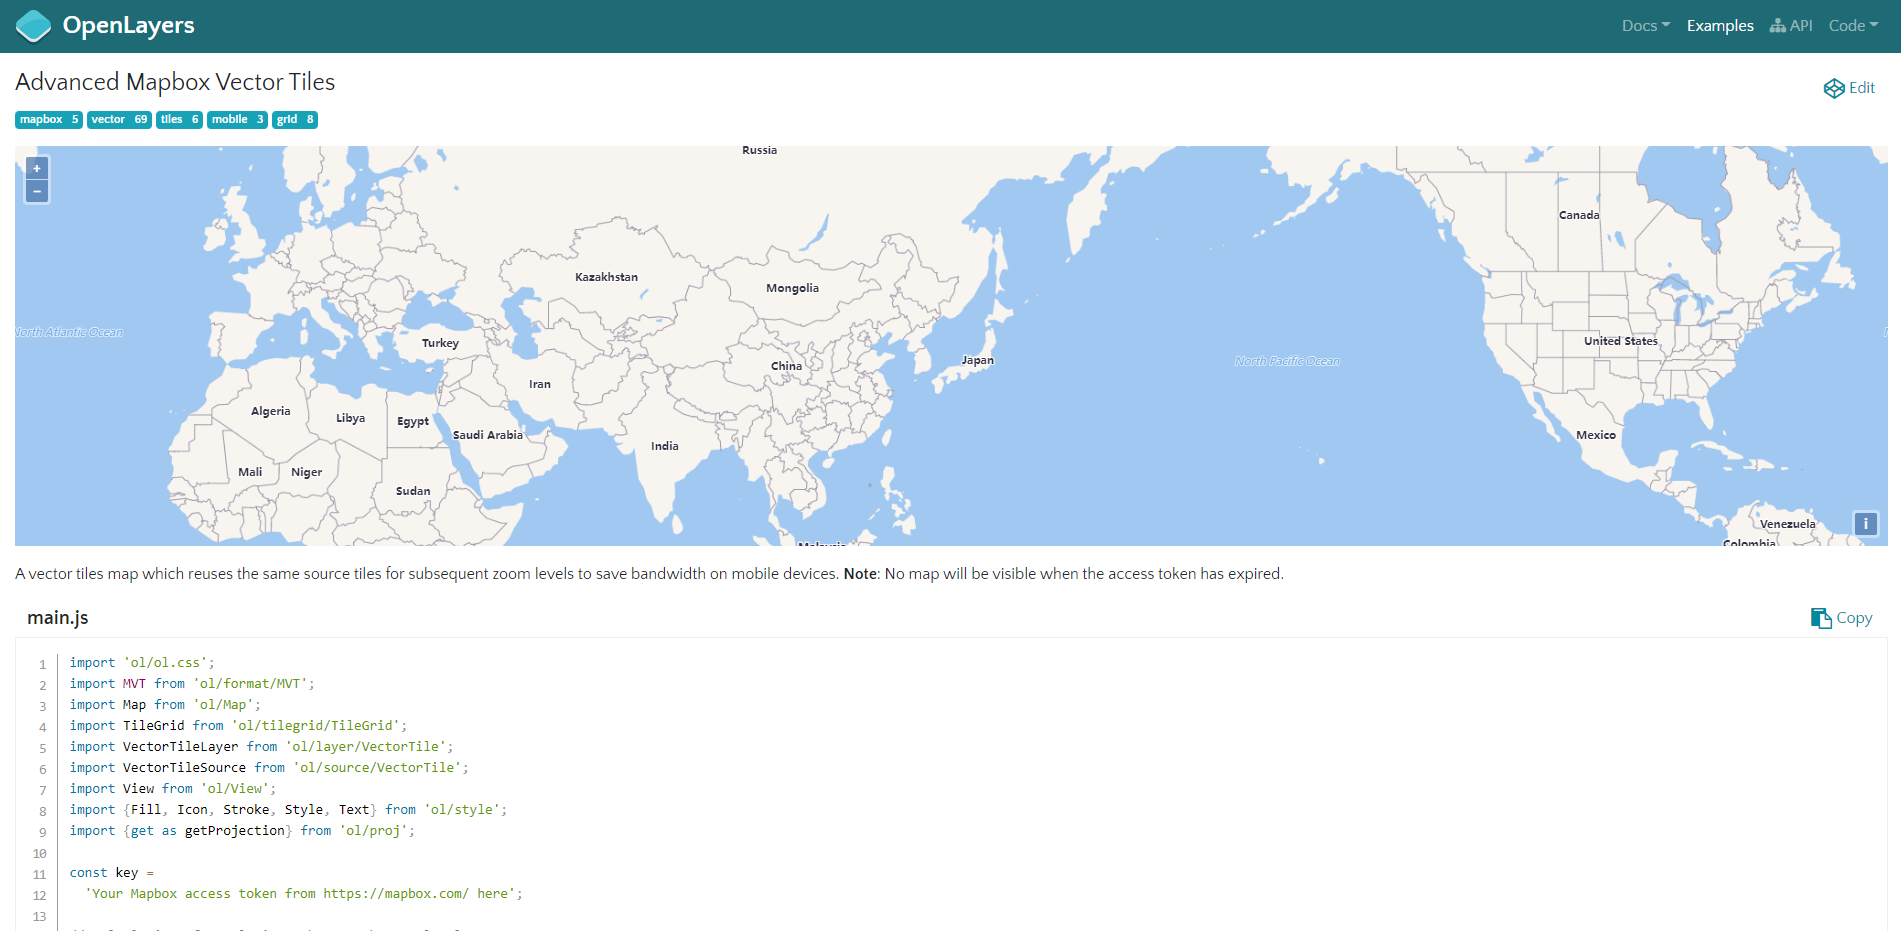 OpenLayers
Docs Examples API Code
Advanced Mapbox Vector Tiles
Edit
mapbox 5 vector 69 tiles 6 mobile 3 grid 8
+
−
Russia
Canada
Kazakhstan
Mongolia
North Atlantic Ocean
Turkey
United States
Japan
North Pacific Ocean
China
Iran
Algeria
Libya
Egypt
Saudi Arabia
Mexico
India
Mali
Niger
Sudan
Venezuela
i
Malaysia
Colombia
A vector tiles map which reuses the same source tiles for subsequent zoom levels to save bandwidth on mobile devices. Note: No map will be visible when the access token has expired.
main.js
Copy
1 import 'ol/ol.css';
2 import MVT from 'ol/format/MVT';
3 import Map from 'ol/Map';
4 import TileGrid from 'ol/tilegrid/TileGrid';
5 import VectorTileLayer from 'ol/layer/VectorTile';
6 import VectorTileSource from 'ol/source/VectorTile';
7 import View from 'ol/View';
8 import {Fill, Icon, Stroke, Style, Text} from 'ol/style';
9 import {get as getProjection} from 'ol/proj';
10
11 const key =
12 'Your Mapbox access token from https://mapbox.com/ here';
13